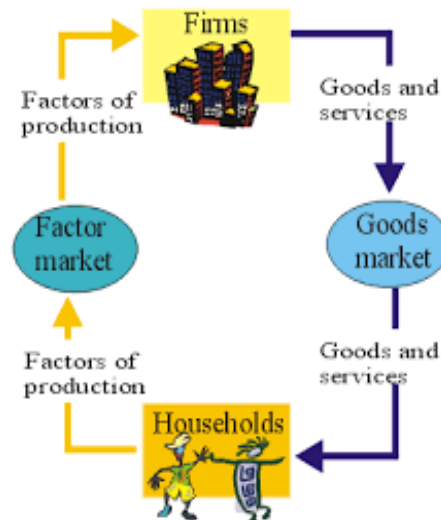 Firms
Factors of
production
Goods and
services
Factor
market
Goods
market
Factors of
production
Goods and
services
Households